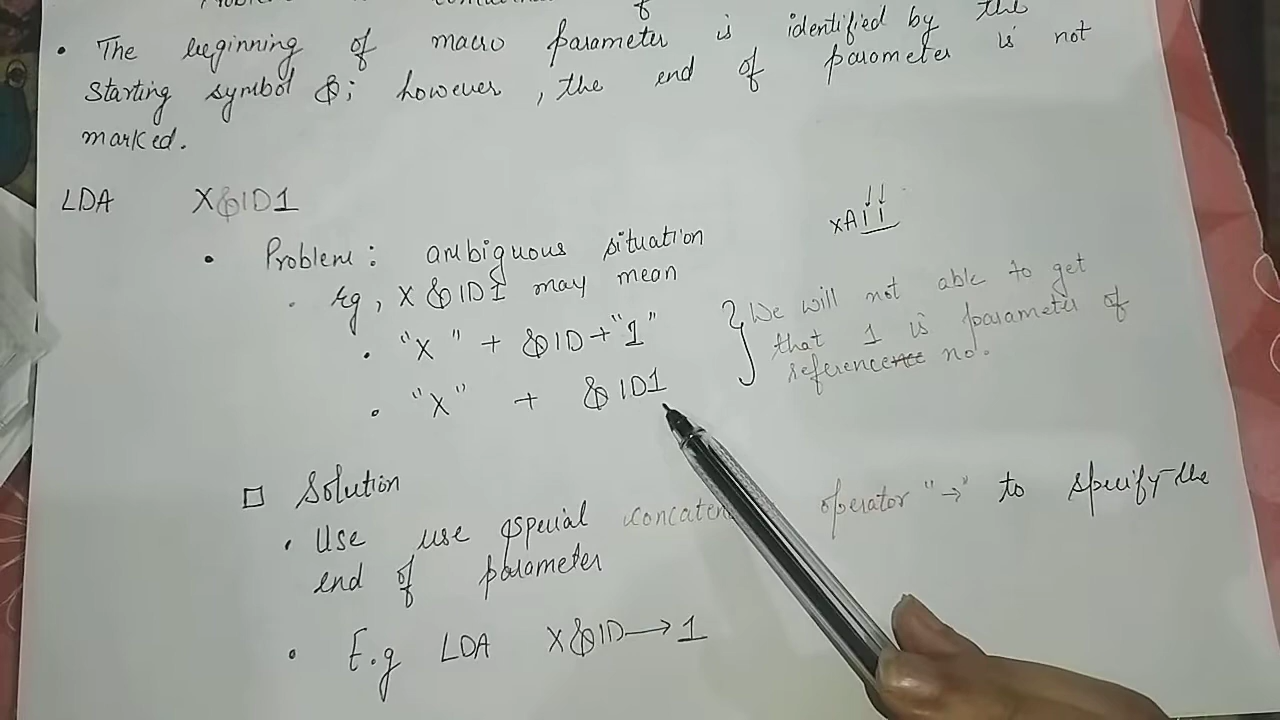 • The beginning of macro parameter is identified by the
starting symbol &; however, the end of parameter is not
marked.
LDA X&ID1
xA11
• Problem: ambiguous situation
• Eg, X&ID1 may mean
• "X" + &ID+"1"
• "X" + &ID1
} We will not able to get
that 1 is parameter of
reference no.
□ Solution
• Use use special operator "→" to specify the
end of parameter
• E.g LDA X&ID→1